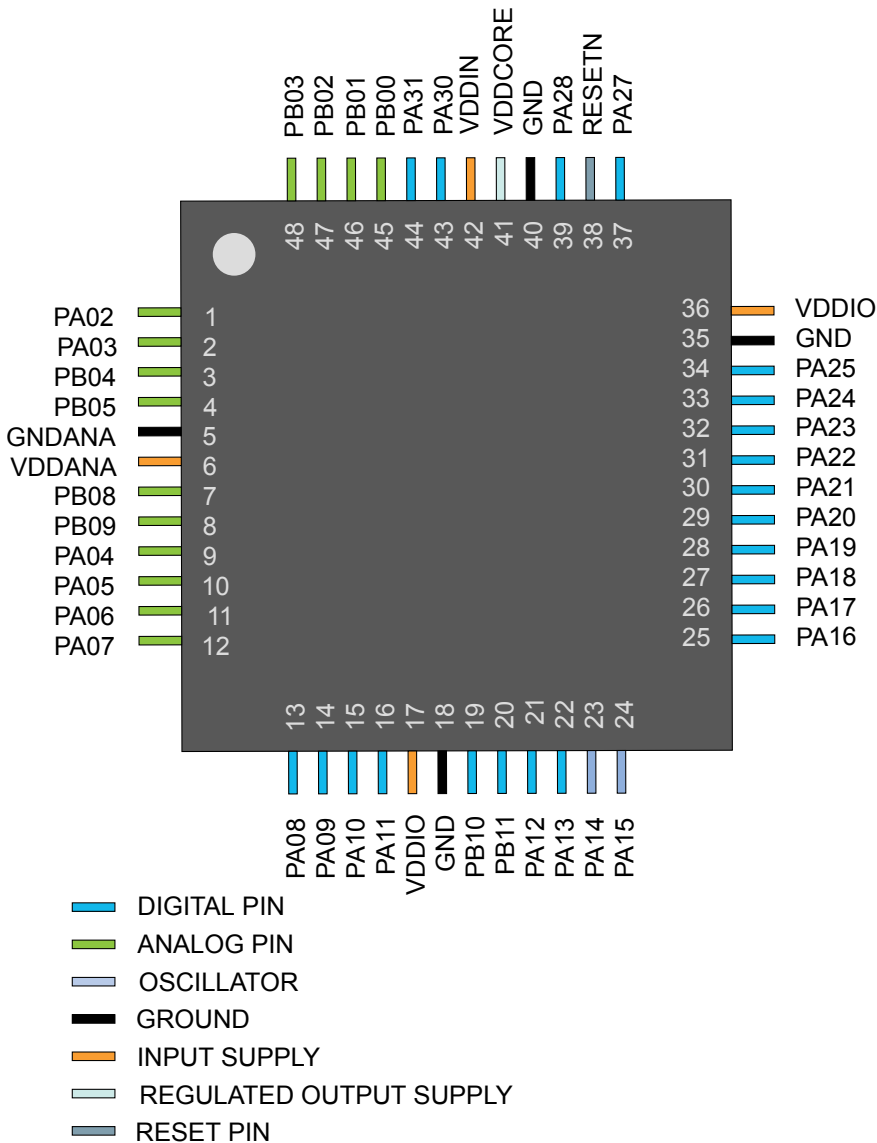 PB03
PB02
PB01
PB00
PA31
PA30
VDDIN
VDDCORE
GND
PA28
RESETN
PA27
48
47
46
45
44
43
42
41
40
39
38
37
PA02 1
PA03 2
PB04 3
PB05 4
GNDANA 5
VDDANA 6
PB08 7
PB09 8
PA04 9
PA05 10
PA06 11
PA07 12
36 VDDIO
35 GND
34 PA25
33 PA24
32 PA23
31 PA22
30 PA21
29 PA20
28 PA19
27 PA18
26 PA17
25 PA16
13
14
15
16
17
18
19
20
21
22
23
24
PA08
PA09
PA10
PA11
VDDIO
GND
PB10
PB11
PA12
PA13
PA14
PA15
DIGITAL PIN
ANALOG PIN
OSCILLATOR
GROUND
INPUT SUPPLY
REGULATED OUTPUT SUPPLY
RESET PIN